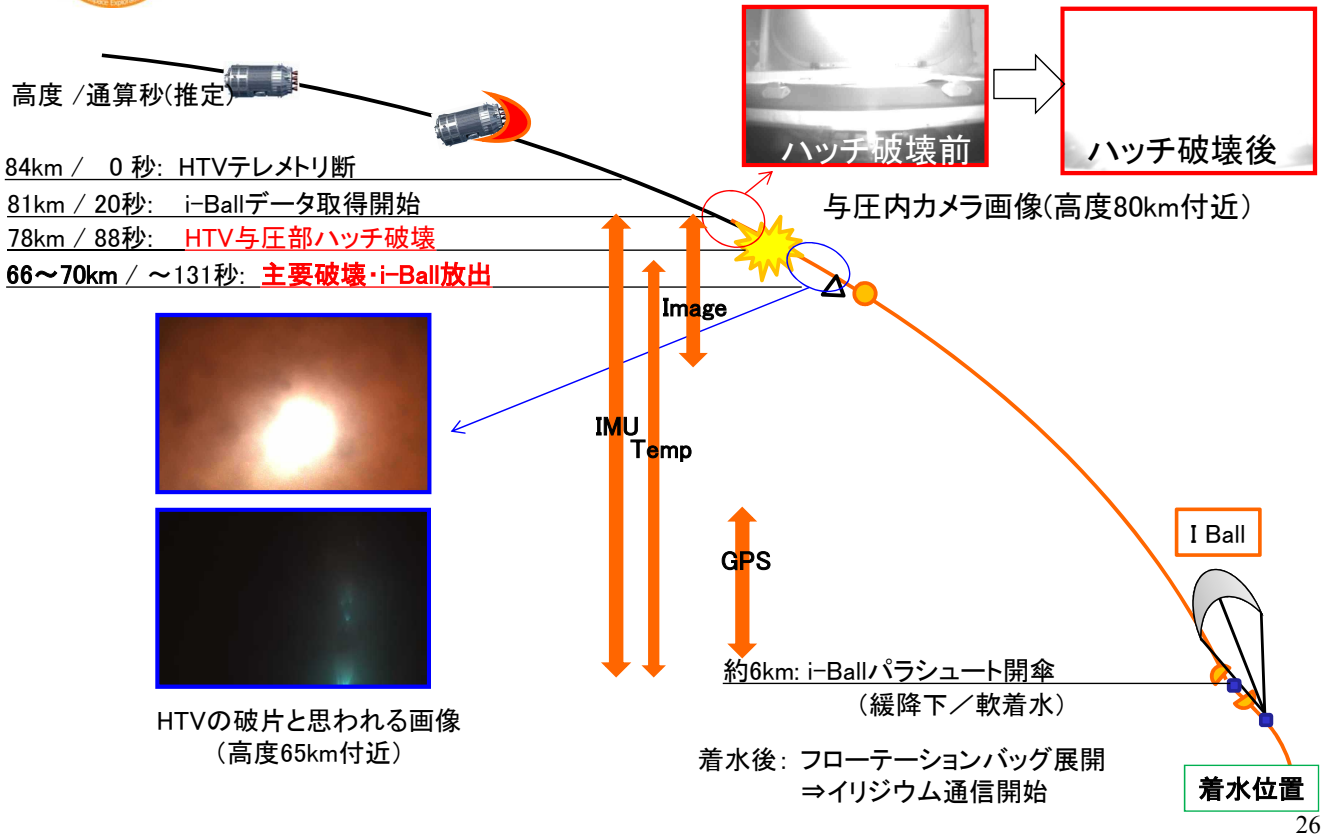 ハッチ破壊前
ハッチ破壊後
与圧内カメラ画像(高度80km付近)
高度 /通算秒(推定)
84km / 0 秒: HTVテレメトリ断
81km / 20秒: i-Ballデータ取得開始
78km / 88秒: HTV与圧部ハッチ破壊
66～70km / ～131秒: 主要破壊・i-Ball放出
Image
IMU
Temp
GPS
I Ball
HTVの破片と思われる画像
(高度65km付近)
約6km: i-Ballパラシュート開傘
(緩降下／軟着水)
着水後: フローテーションバッグ展開
⇒イリジウム通信開始
着水位置
26